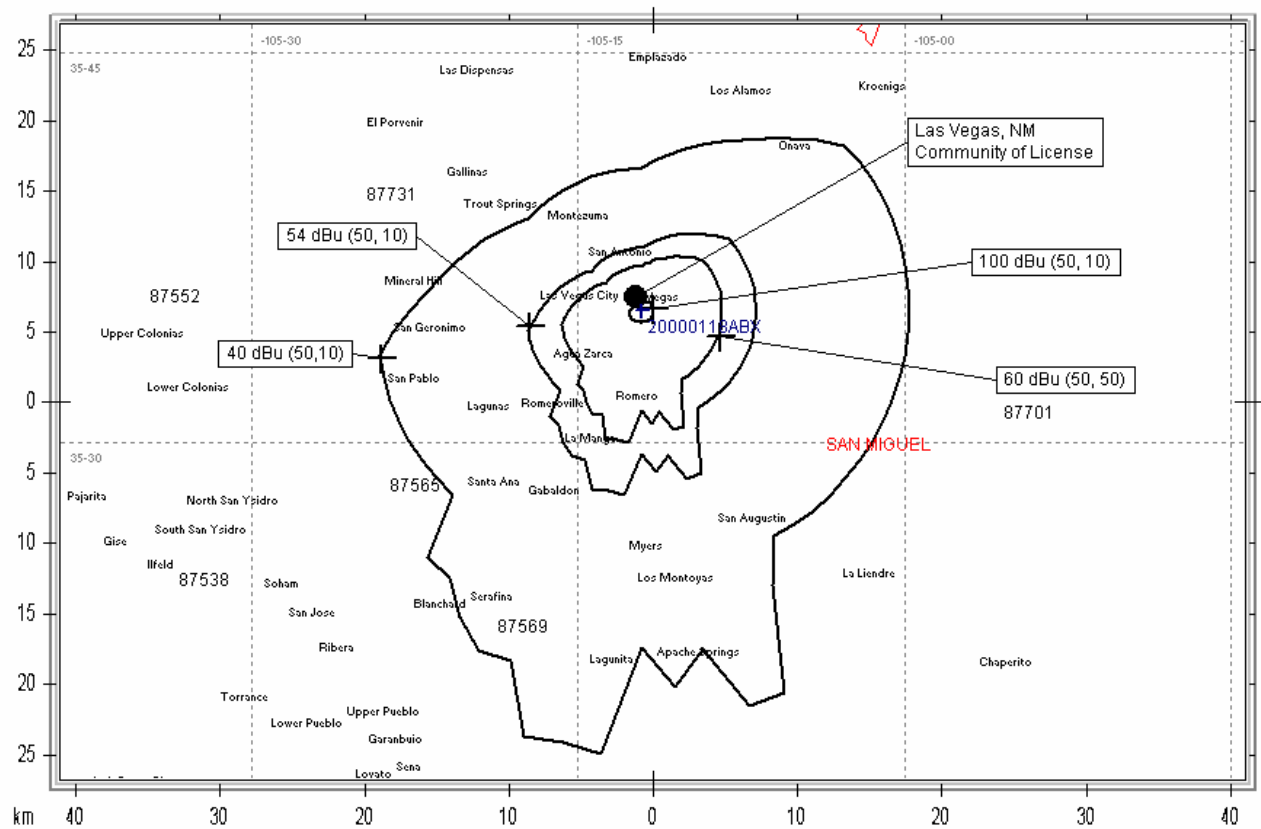 25
-105-30
-105-15
-105-00
Emplazado
35-45
Las Dispensas
Los Alamos
Kroenigs
20
El Porvenir
Las Vegas, NM
Community of License
Onava
Gallinas
15
87731
Trout Springs
Montezuma
54 dBu (50, 10)
San Antonio
10
100 dBu (50, 10)
Mineral Hill
87552
Las Vegas City
Vegas
Upper Colonias
San Geronimo
20000118ABX
5
40 dBu (50,10)
Agua Zarca
San Pablo
60 dBu (50, 50)
Lower Colonias
Romero
0
Lagunas
Romeroville
87701
La Manga
SAN MIGUEL
35-30
5
87565
Santa Ana
Gabaldon
Pajarita
North San Ysidro
San Augustin
South San Ysidro
Gise
10
Myers
Ilfeld
87538
Soham
Los Montoyas
La Liendre
Serafina
Blanchard
15
San Jose
87569
Ribera
Lagunita
Apache Springs
Chaperito
20
Torrance
Upper Pueblo
Lower Pueblo
Garanbuio
25
Sena
Lovato
km
40
30
20
10
0
10
20
30
40